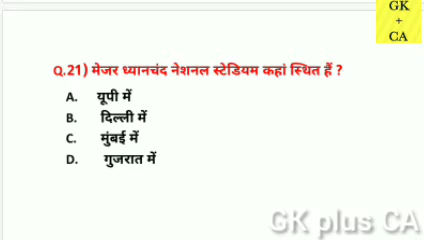 GK
+
CA
Q.21) मेजर ध्यानचंद नेशनल स्टेडियम कहां स्थित हैं ?
A. यूपी में
B. दिल्ली में
C. मुंबई में
D. गुजरात में
GK plus CA